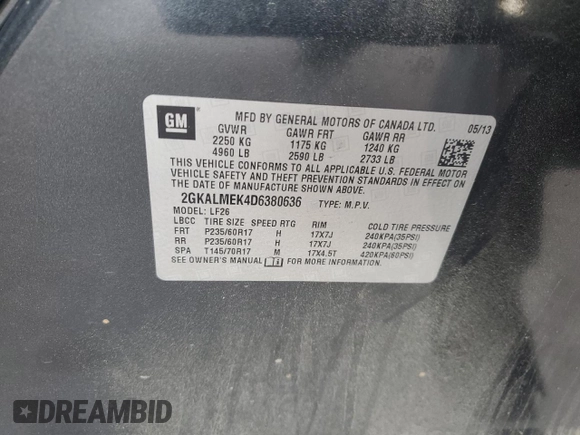 GM
MFD BY GENERAL MOTORS OF CANADA LTD. 05/13
GVWR GAWR FRT GAWR RR
2250 KG 1175 KG 1240 KG
4960 LB 2590 LB 2733 LB
THIS VEHICLE CONFORMS TO ALL APPLICABLE U.S. FEDERAL MOTOR
VEHICLE SAFETY AND THEFT PREVENTION STANDARDS IN EFFECT ON
THE DATE OF MANUFACTURE SHOWN ABOVE.
2GKALMEK4D6380636 TYPE: M.P.V.
MODEL: LF26
LBCC TIRE SIZE SPEED RTG RIM COLD TIRE PRESSURE
FRT P235/60R17 H 17X7J 240KPA(35PSI)
RR P235/60R17 H 17X7J 240KPA(35PSI)
SPA T145/70R17 M 17X4.5T 420KPA(60PSI)
SEE OWNER'S MANUAL FOR MORE INFORMATION.
DREAMBID